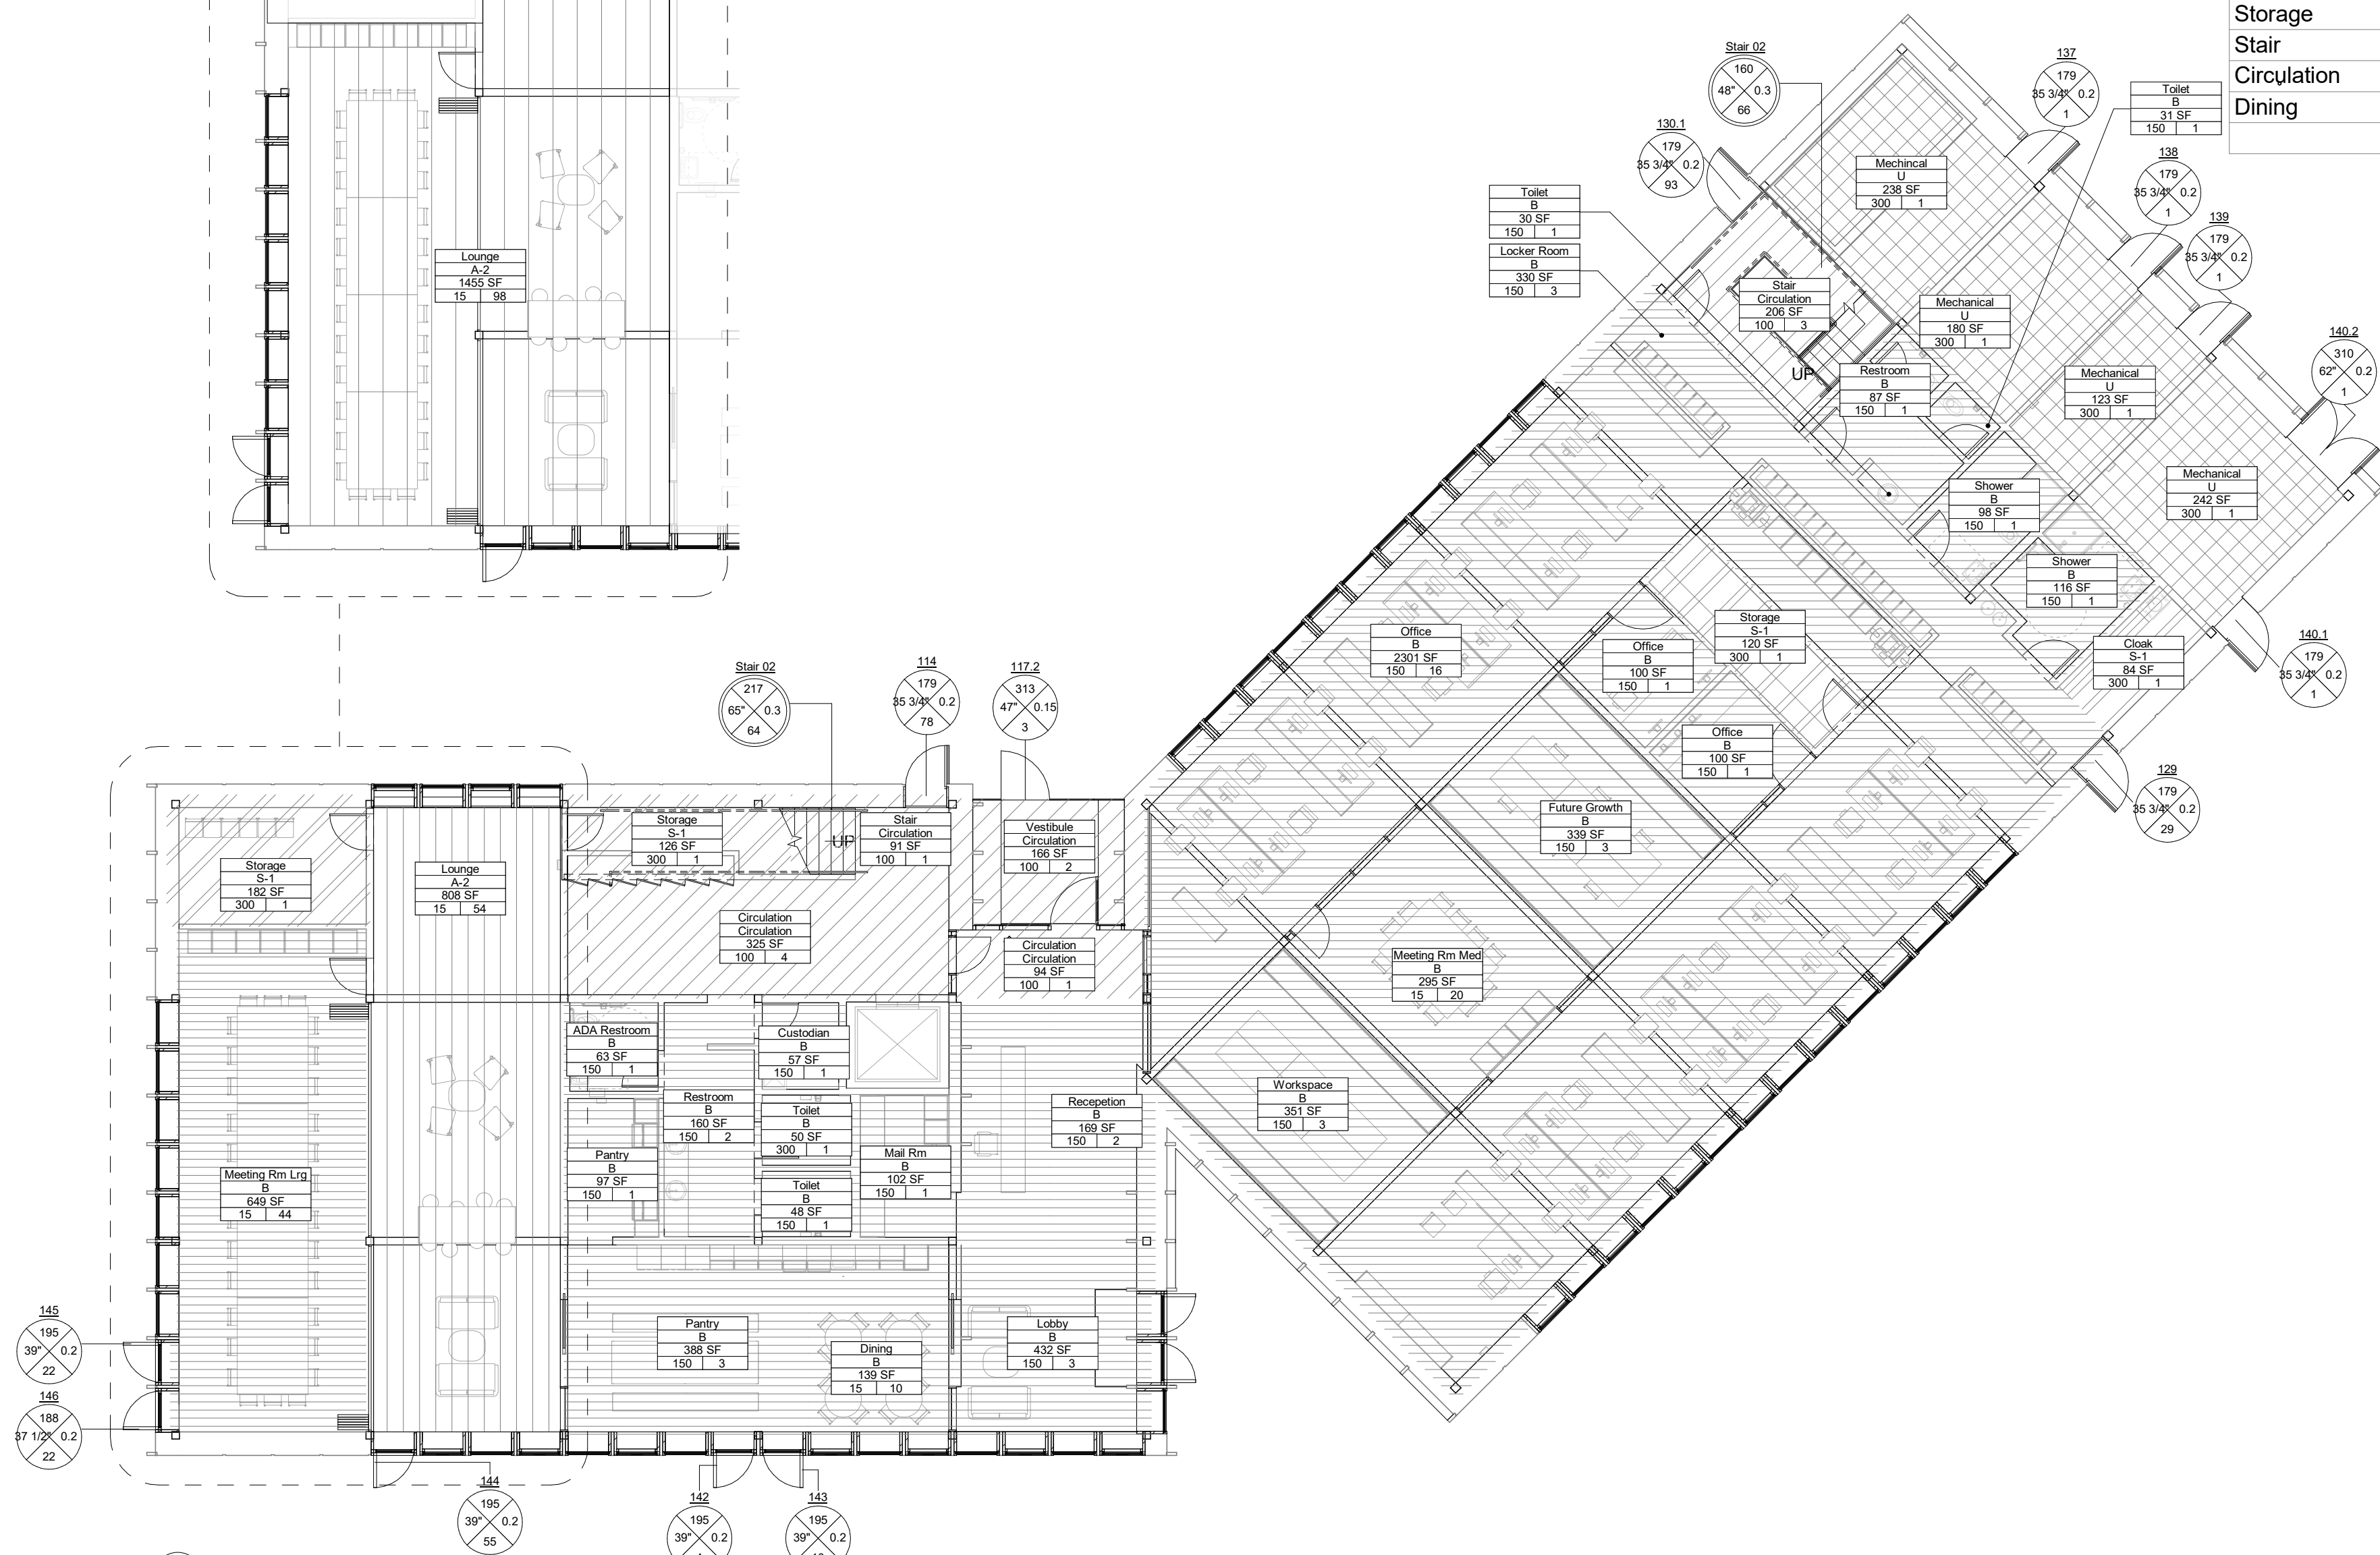 Storage
Stair
Circulation
Dining
Stair 02
160
48" 0.3
66
137
179
35 3/4" 0.2
1
Toilet
B
31 SF
150 1
130.1
179
35 3/4" 0.2
93
138
179
35 3/4" 0.2
1
Mechincal
U
238 SF
300 1
Toilet
B
30 SF
150 1
139
179
35 3/4" 0.2
1
Locker Room
B
330 SF
150 3
Lounge
A-2
1455 SF
15 98
Stair
Circulation
206 SF
100 3
UP
Mechanical
U
180 SF
300 1
140.2
310
62" 0.2
1
Restroom
B
87 SF
150 1
Mechanical
U
123 SF
300 1
Mechanical
U
242 SF
300 1
Shower
B
98 SF
150 1
Shower
B
116 SF
150 1
Office
B
2301 SF
150 16
Office
B
100 SF
150 1
Storage
S-1
120 SF
300 1
Cloak
S-1
84 SF
300 1
140.1
179
35 3/4" 0.2
1
Stair 02
217
65" 0.3
64
114
179
35 3/4" 0.2
78
117.2
313
47" 0.15
3
Office
B
100 SF
150 1
129
179
35 3/4" 0.2
29
Future Growth
B
339 SF
150 3
Storage
S-1
182 SF
300 1
Lounge
A-2
808 SF
15 54
Storage
S-1
126 SF
300 1
UP
Stair
Circulation
91 SF
100 1
Vestibule
Circulation
166 SF
100 2
Circulation
Circulation
325 SF
100 4
Circulation
Circulation
94 SF
100 1
Meeting Rm Med
B
295 SF
15 20
ADA Restroom
B
63 SF
150 1
Custodian
B
57 SF
150 1
Restroom
B
160 SF
150 2
Toilet
B
50 SF
300 1
Recepetion
B
169 SF
150 2
Workspace
B
351 SF
150 3
Pantry
B
97 SF
150 1
Mail Rm
B
102 SF
150 1
Meeting Rm Lrg
B
649 SF
15 44
Toilet
B
48 SF
150 1
145
195
39" 0.2
22
Pantry
B
388 SF
150 3
Dining
B
139 SF
15 10
Lobby
B
432 SF
150 3
146
188
37 1/2" 0.2
22
144
195
39" 0.2
55
142
195
39" 0.2
143
195
39" 0.2